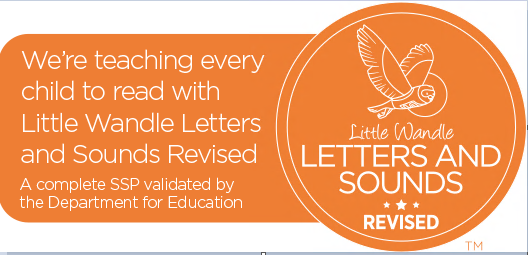 We're teaching every
child to read with
Little Wandle Letters
and Sounds Revised
A complete SSP validated by
the Department for Education
Little Wandle
LETTERS AND
SOUNDS
REVISED
TM